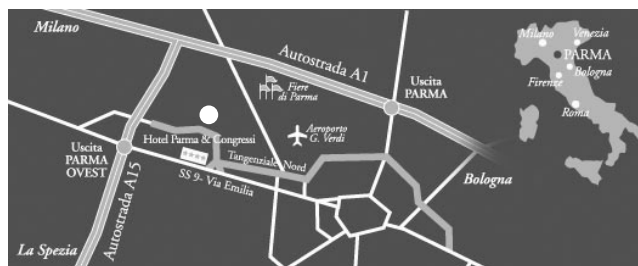 Milano
Autostrada A1
Fiere
di Parma
Uscita
PARMA
Aeroporto
G. Verdi
Hotel Parma & Congressi
Uscita
PARMA
OVEST
Tangenziale Nord
SS 9- Via Emilia
Autostrada A15
La Spezia
Bologna
Milano
Venezia
PARMA
Bologna
Firenze
Roma